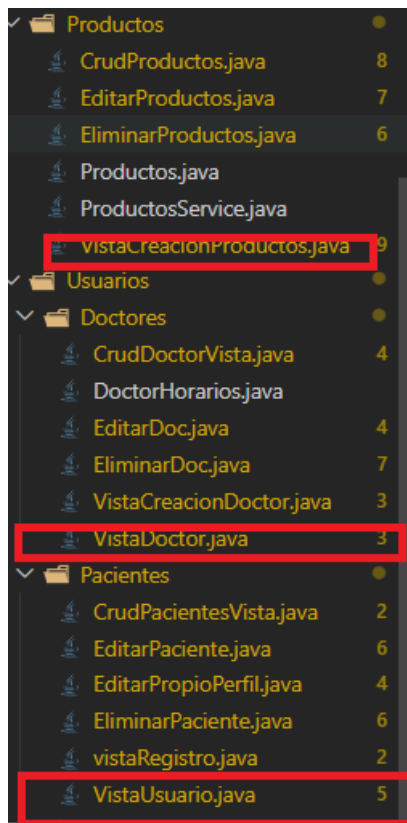 Productos
CrudProductos.java 8
EditarProductos.java 7
EliminarProductos.java 6
Productos.java
ProductosService.java
VistaCreacionProductos.java 9
Usuarios
Doctores
CrudDoctorVista.java 4
DoctorHorarios.java
EditarDoc.java 4
EliminarDoc.java 7
VistaCreacionDoctor.java 3
VistaDoctor.java 3
Pacientes
CrudPacientesVista.java 2
EditarPaciente.java 6
EditarPropioPerfil.java 4
EliminarPaciente.java 6
vistaRegistro.java 2
VistaUsuario.java 5